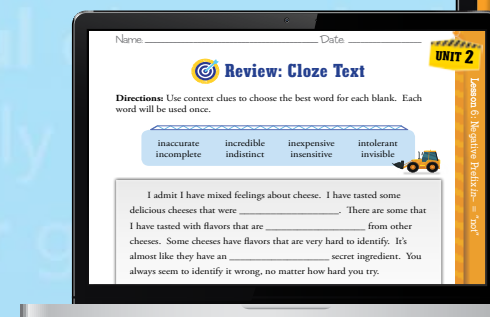 Name Date
UNIT 2
Review: Cloze Text
Lesson 6: Negative Prefix in- = "not"
Directions: Use context clues to choose the best word for each blank. Each
word will be used once.
inaccurate incredible inexpensive intolerant
incomplete indistinct insensitive invisible
I admit I have mixed feelings about cheese. I have tasted some
delicious cheeses that were ____________________. There are some that
I have tasted with flavors that are ____________________ from other
cheeses. Some cheeses have flavors that are very hard to identify. It's
almost like they have an ____________________ secret ingredient. You
always seem to identify it wrong, no matter how hard you try.